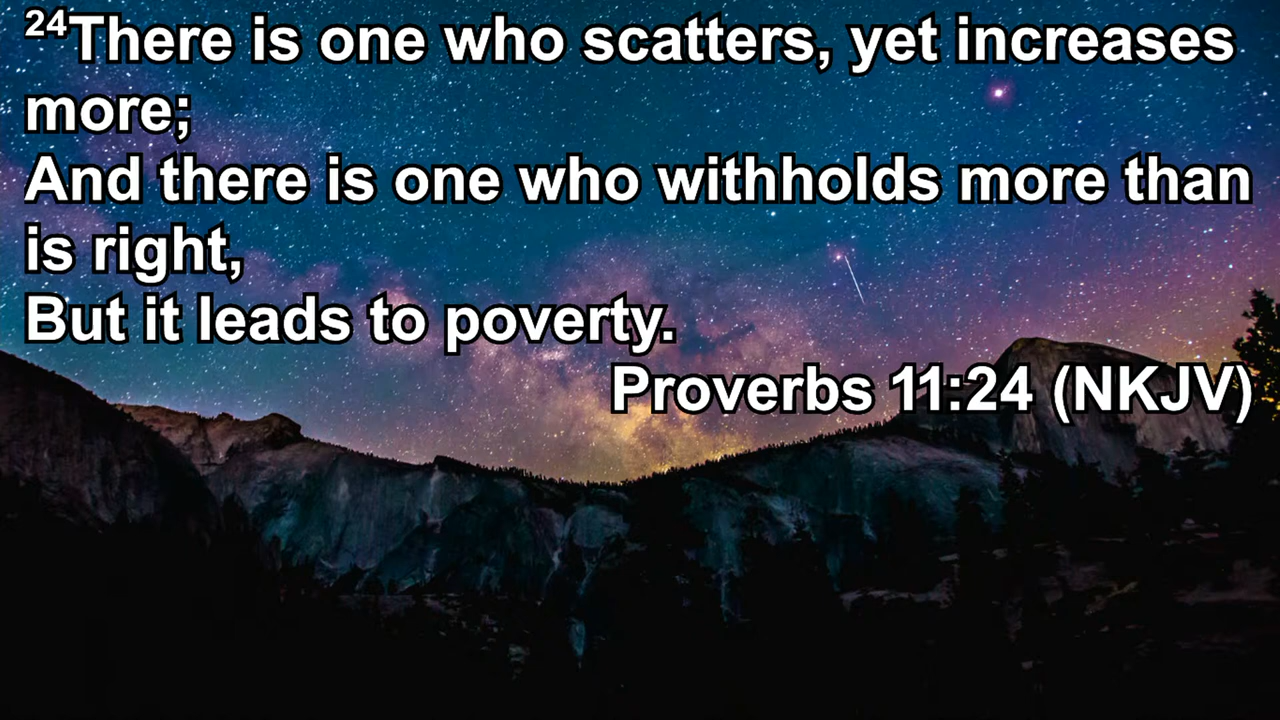 24There is one who scatters, yet increases
more;
And there is one who withholds more than
is right,
But it leads to poverty.
Proverbs 11:24 (NKJV)